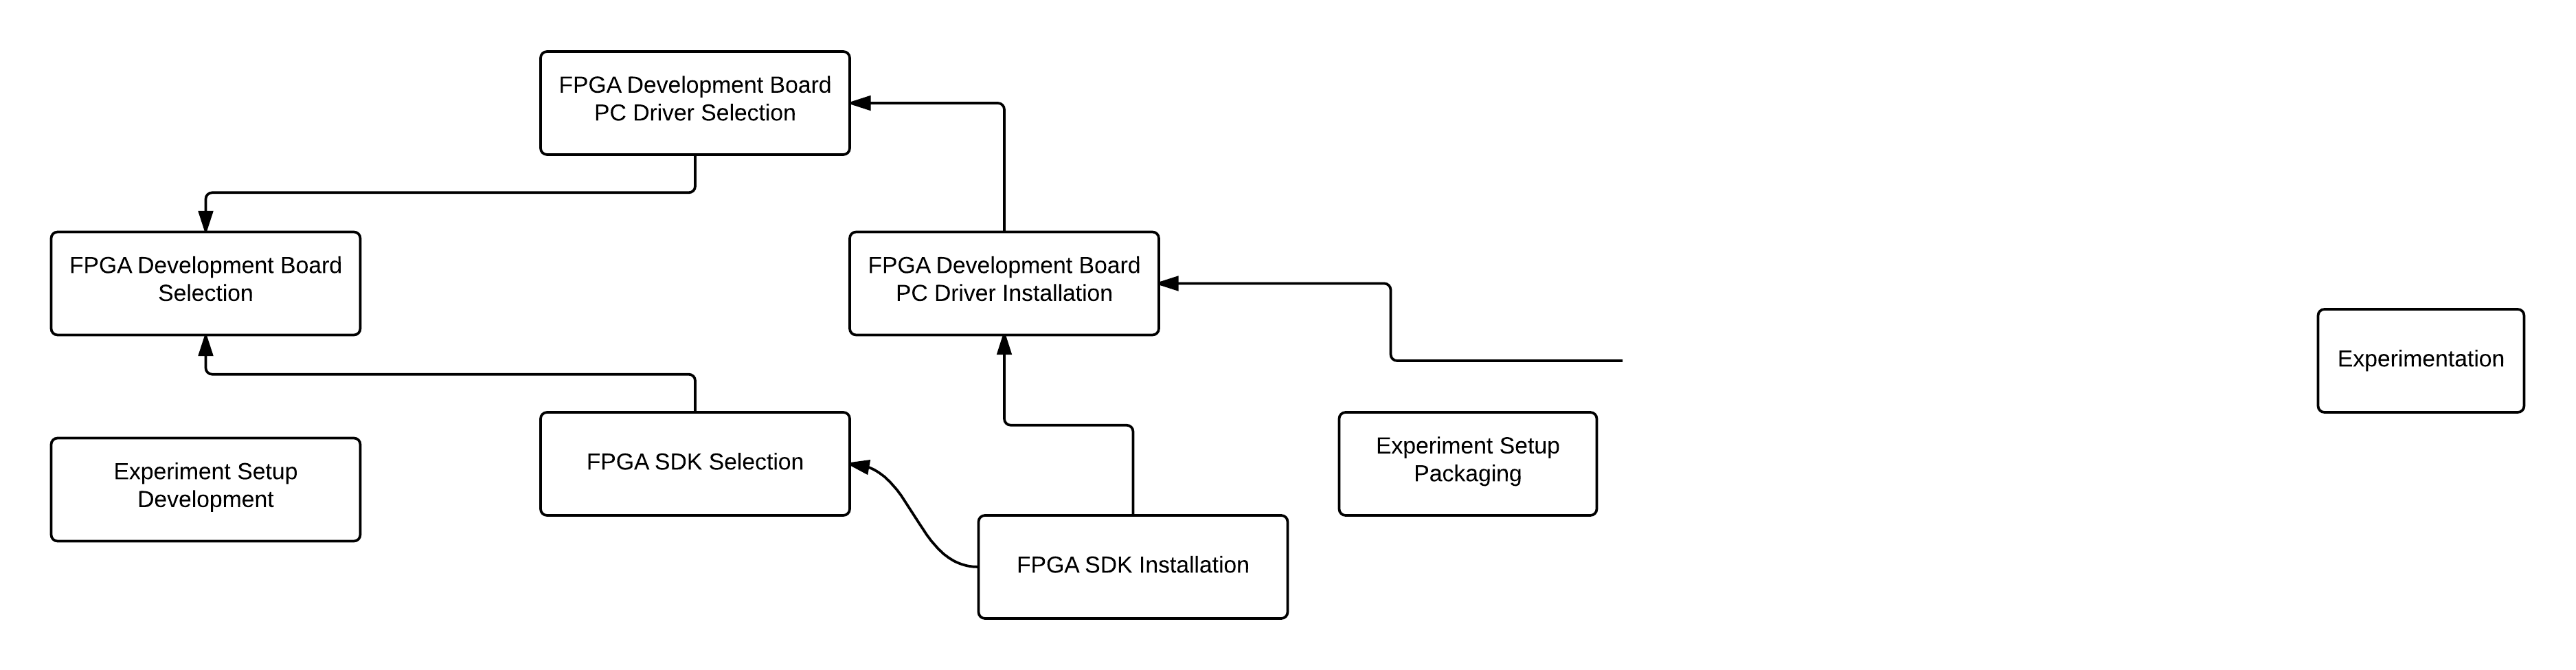 FPGA Development Board
PC Driver Selection
FPGA Development Board
Selection
FPGA Development Board
PC Driver Installation
Experimentation
Experiment Setup
Development
FPGA SDK Selection
Experiment Setup
Packaging
FPGA SDK Installation